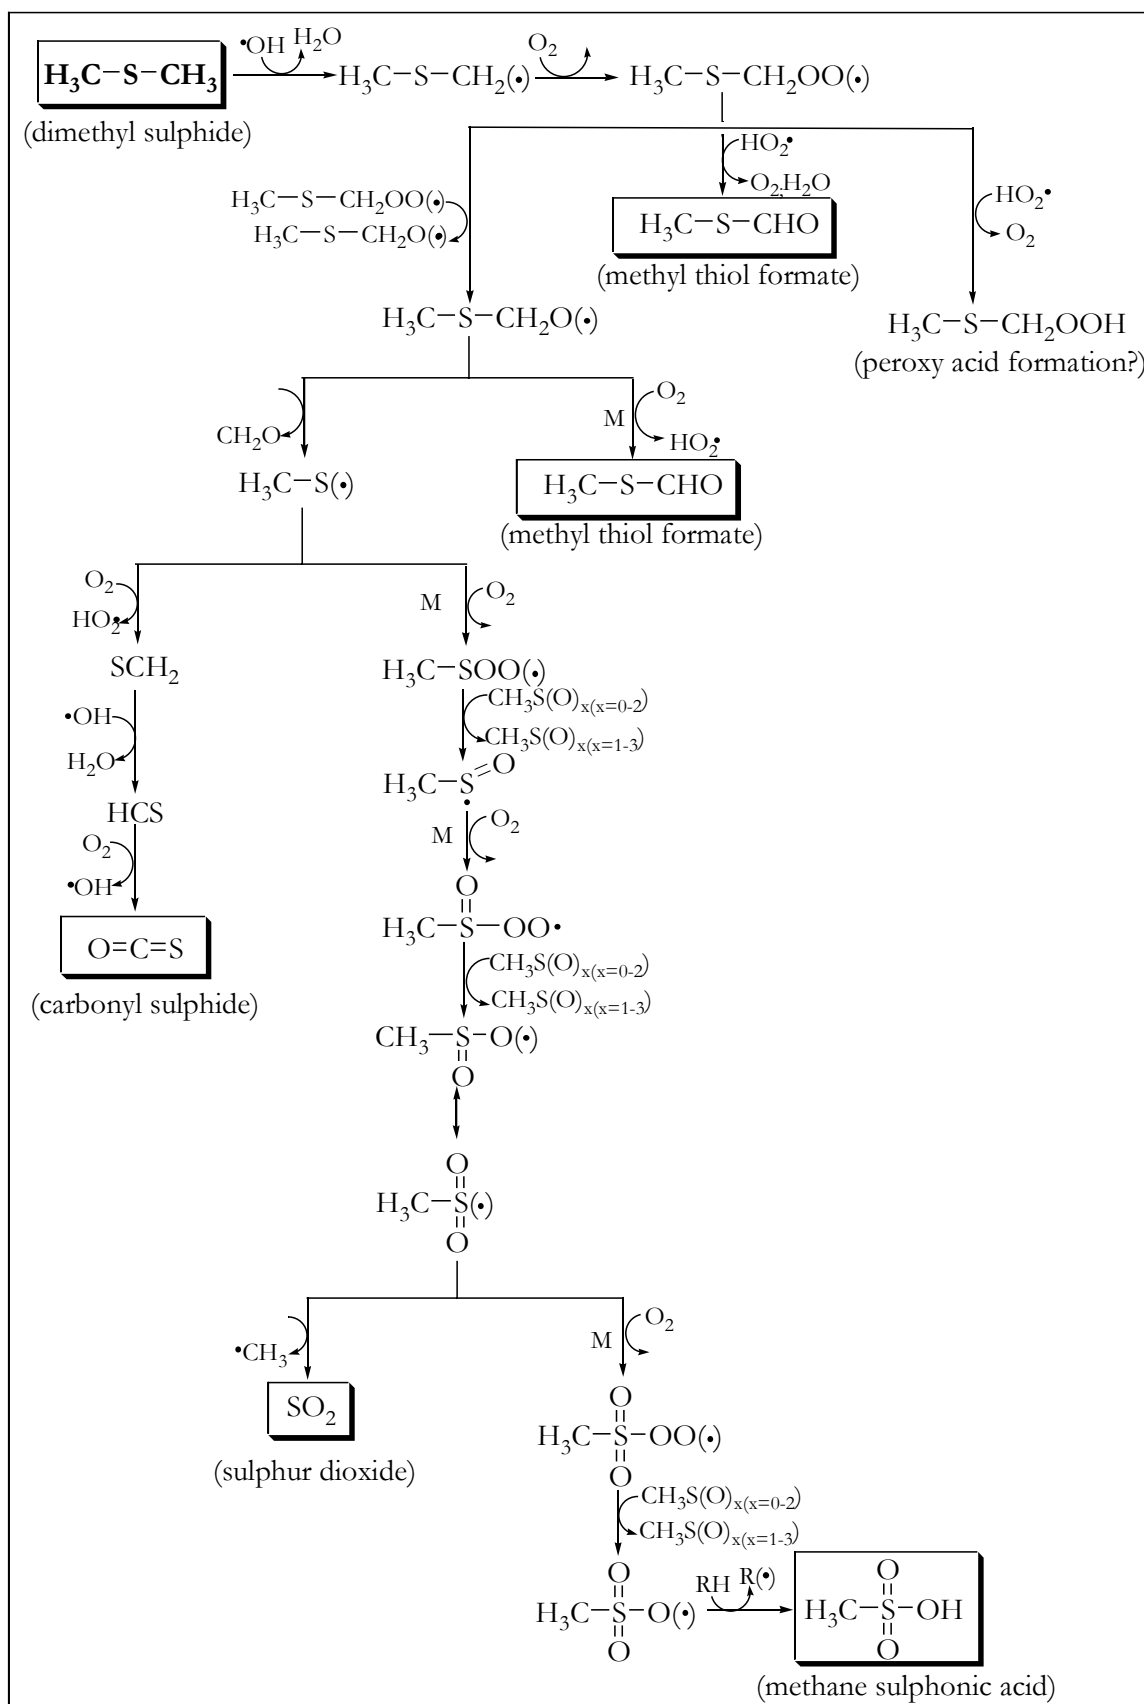 •OH H₂O O₂
H₃C–S–CH₃ H₃C–S–CH₂(•) H₃C–S–CH₂OO(•)
(dimethyl sulphide)
HO₂•
H₃C–S–CH₂OO(•) O₂;H₂O HO₂•
H₃C–S–CH₂O(•) H₃C–S–CHO O₂
(methyl thiol formate)
H₃C–S–CH₂O(•) H₃C–S–CH₂OOH
(peroxy acid formation?)
O₂
CH₂O M HO₂•
H₃C–S(•) H₃C–S–CHO
(methyl thiol formate)
O₂ M O₂
HO₂•
SCH₂ H₃C–SOO(•)
CH₃S(O)x(x=0-2)
•OH CH₃S(O)x(x=1-3)
H₂O H₃C–S=O
•
HCS M O₂
O₂
•OH O
H₃C–S–OO•
O=C=S CH₃S(O)x(x=0-2)
(carbonyl sulphide) CH₃S(O)x(x=1-3)
CH₃–S–O(•)
O
O
H₃C–S(•)
O
O₂
•CH₃ M
SO₂ O
H₃C–S–OO(•)
(sulphur dioxide) O
CH₃S(O)x(x=0-2)
CH₃S(O)x(x=1-3)
O RH R(•) O
H₃C–S–O(•) H₃C–S–OH
O O
(methane sulphonic acid)